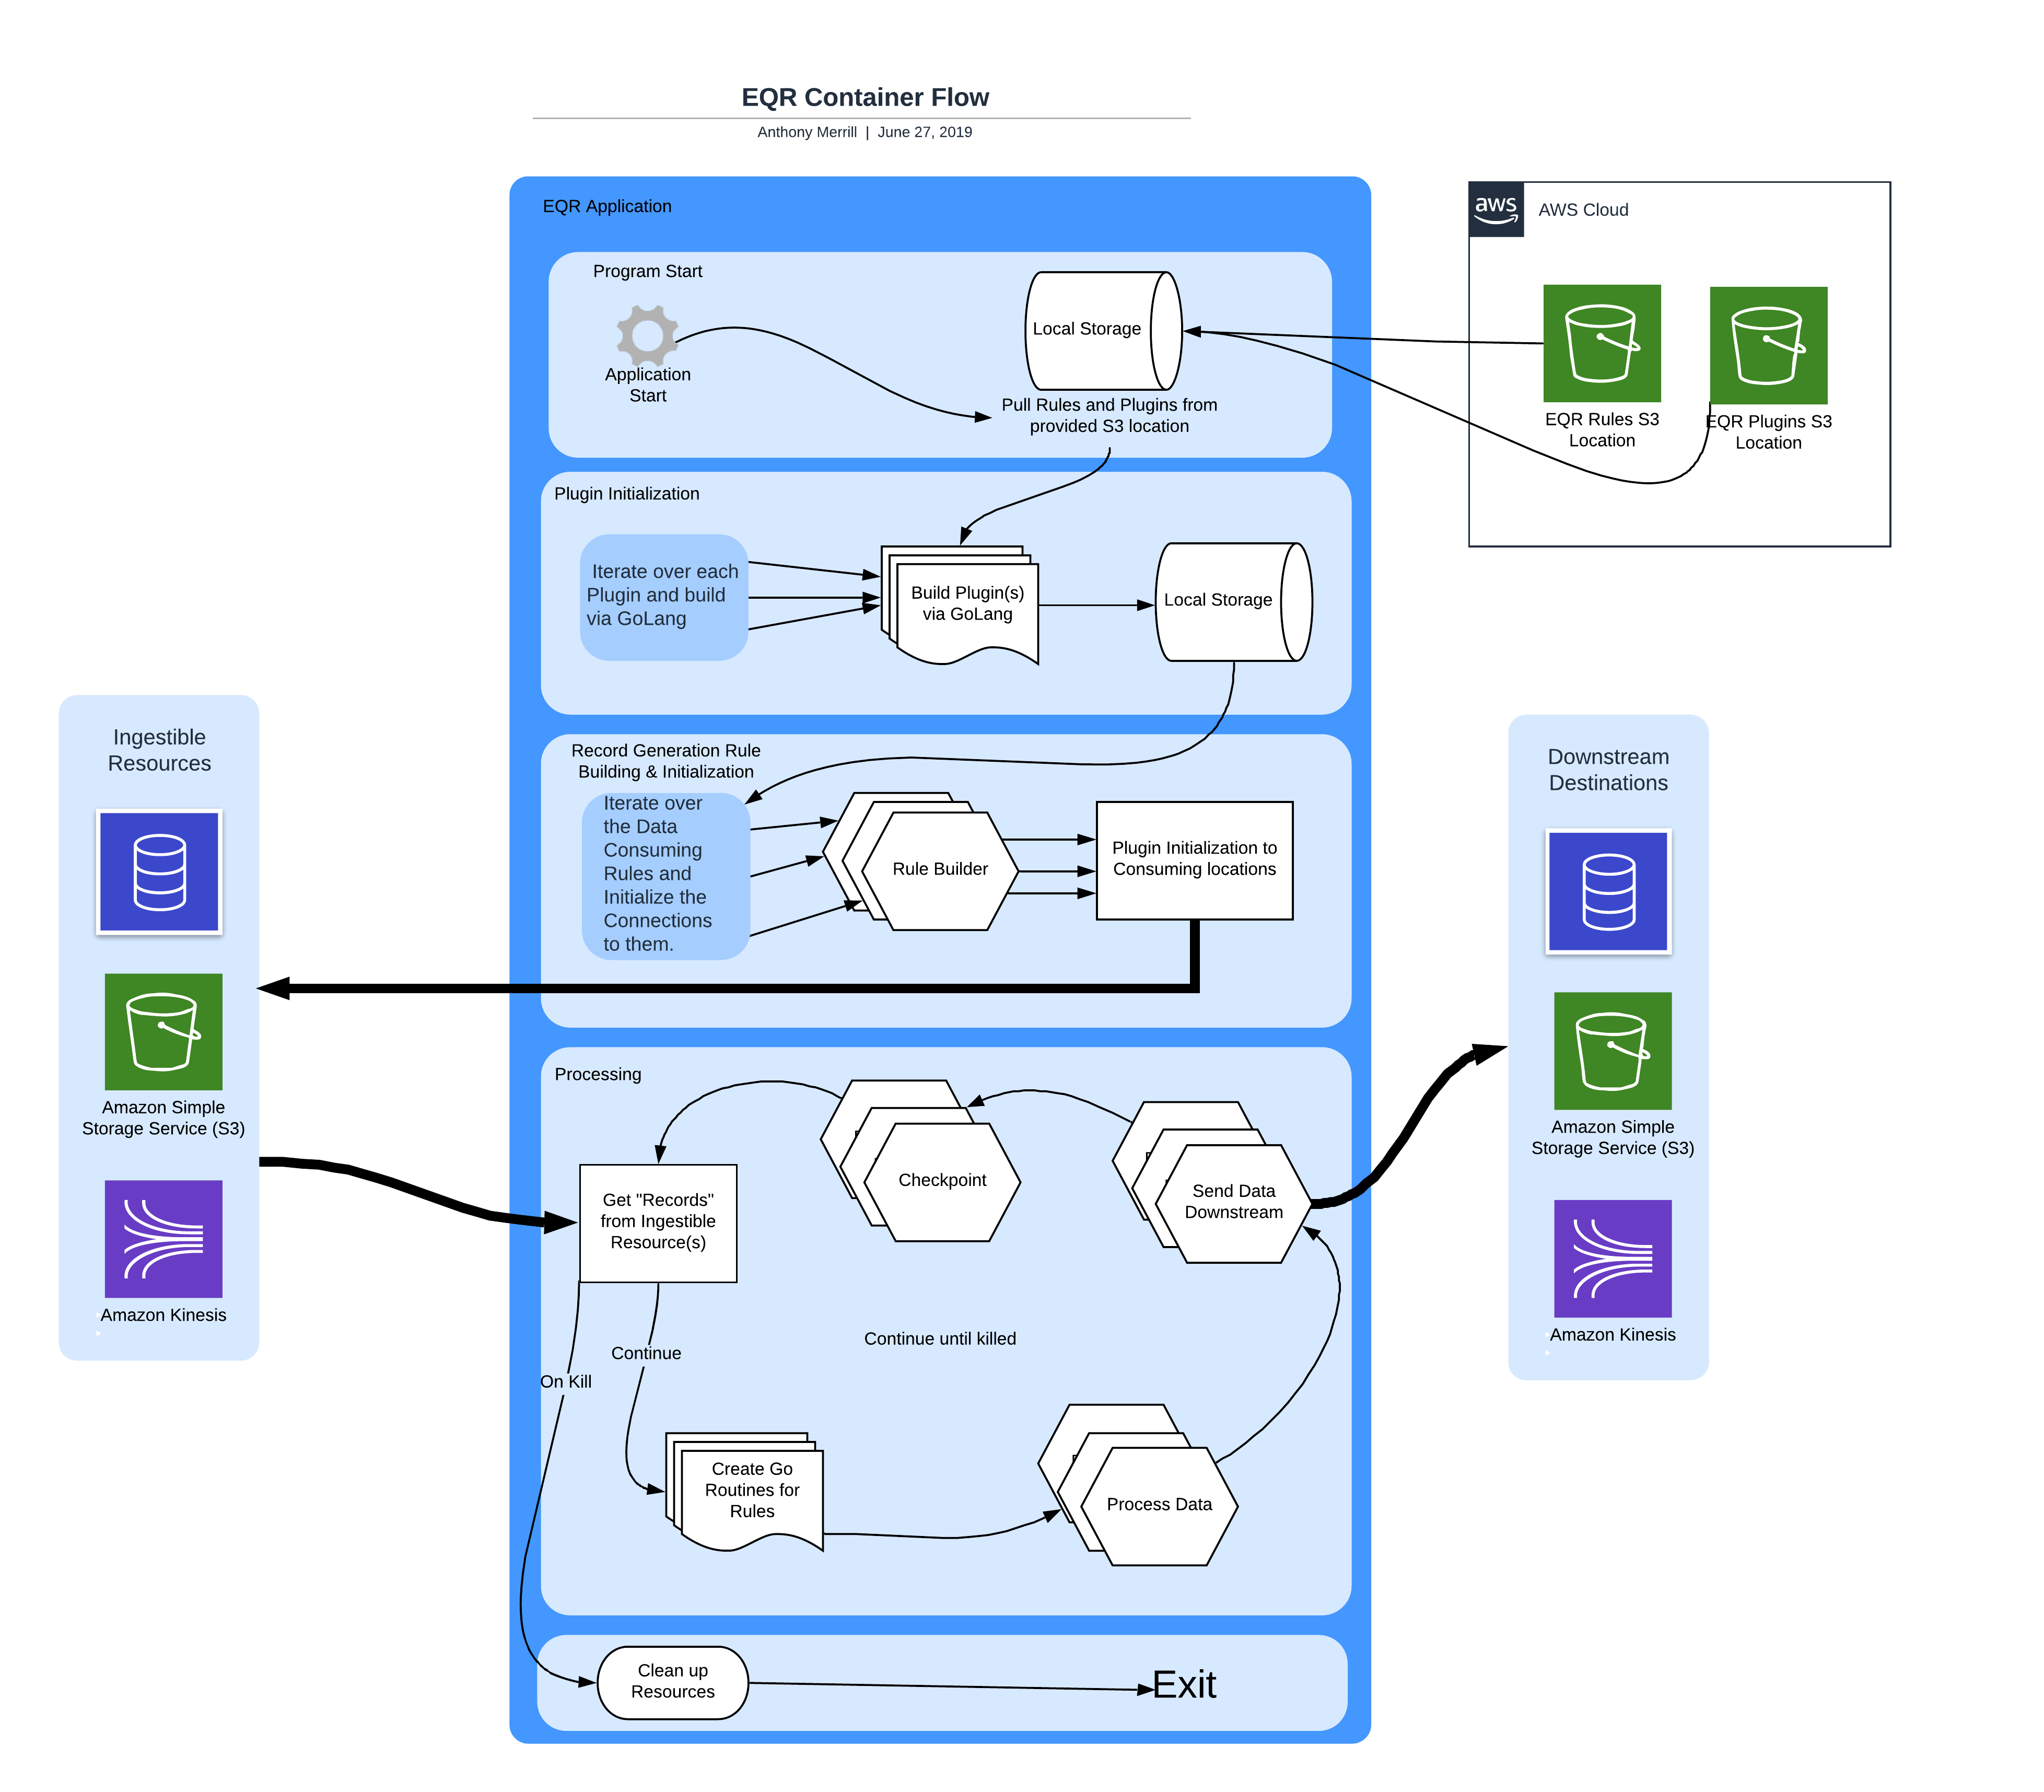 EQR Container Flow
Anthony Merrill | June 27, 2019
EQR Application
Program Start
Application
Start
Local Storage
Pull Rules and Plugins from
provided S3 location
aws
AWS Cloud
EQR Rules S3
Location
EQR Plugins S3
Location
Plugin Initialization
Iterate over each
Plugin and build
via GoLang
Build Plugin(s)
via GoLang
Local Storage
Record Generation Rule
Building & Initialization
Iterate over
the Data
Consuming
Rules and
Initialize the
Connections
to them.
Rule Builder
Plugin Initialization to
Consuming locations
Ingestible
Resources
Amazon Simple
Storage Service (S3)
Amazon Kinesis
Downstream
Destinations
Amazon Simple
Storage Service (S3)
Amazon Kinesis
Processing
Get "Records"
from Ingestible
Resource(s)
Checkpoint
Send Data
Downstream
Continue until killed
Continue
On Kill
Create Go
Routines for
Rules
Process Data
Clean up
Resources
Exit